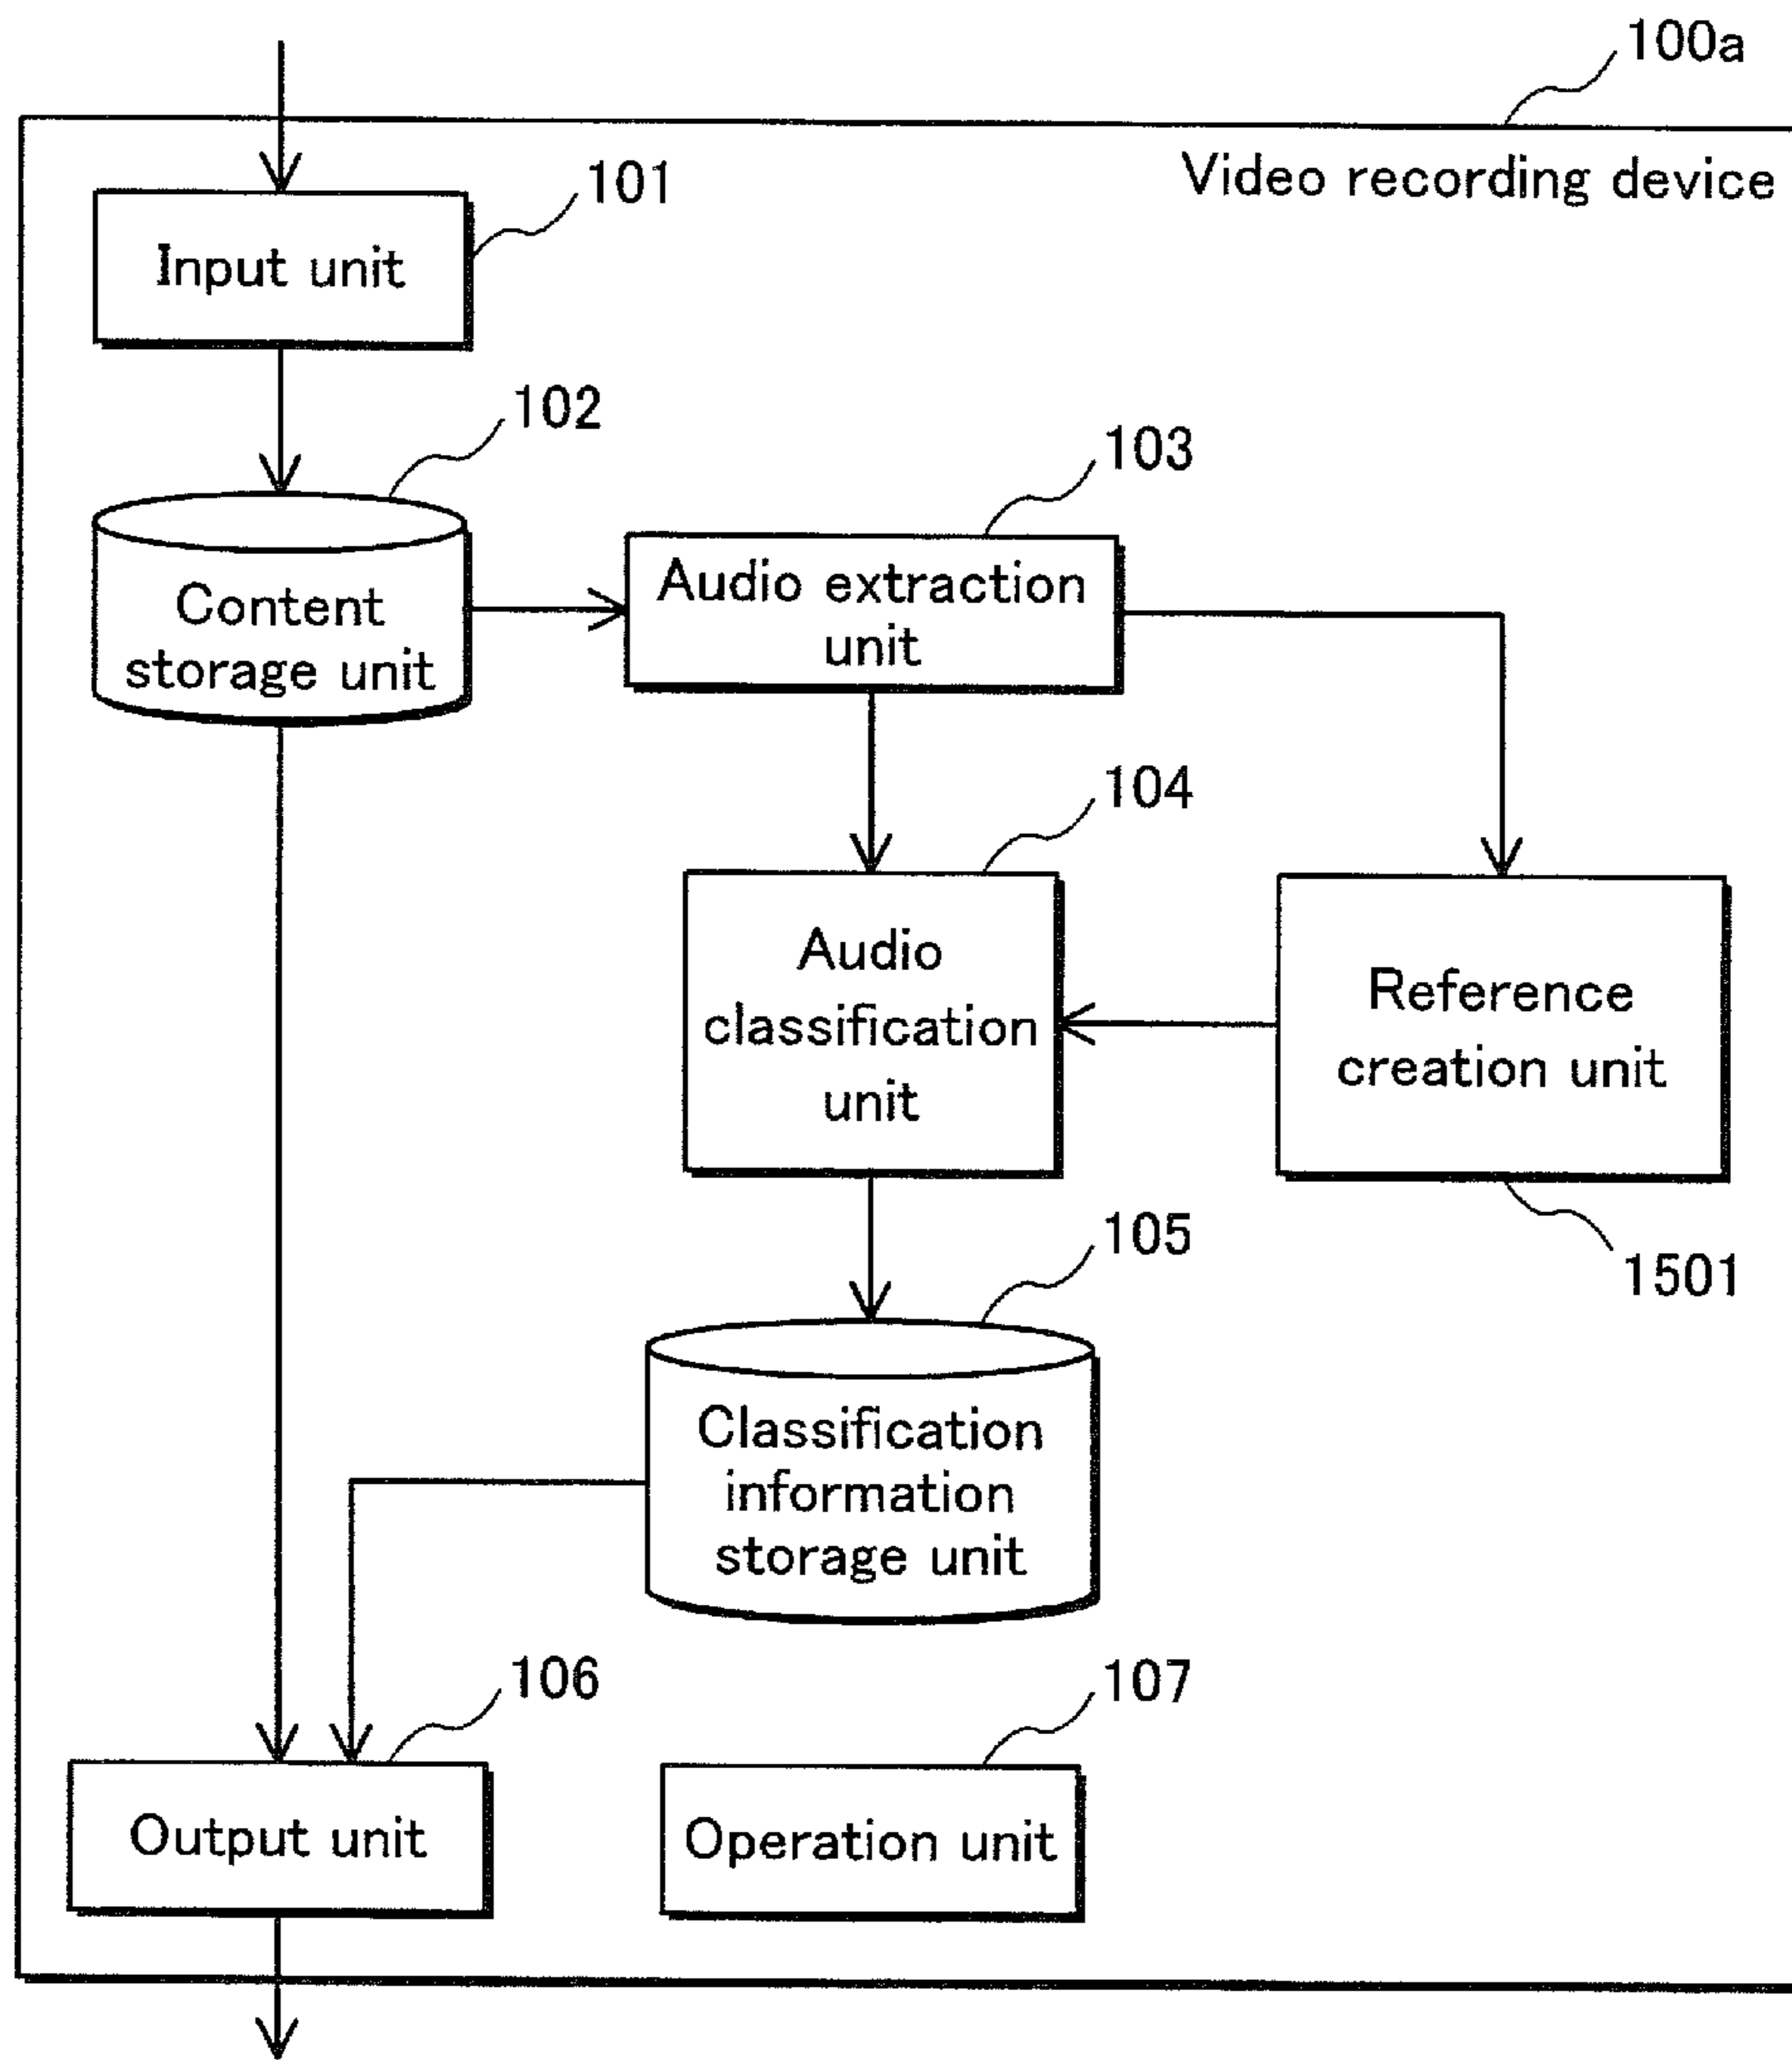 100a
Video recording device
101
Input unit
102
Content
storage unit
103
Audio extraction
unit
104
Audio
classification
unit
Reference
creation unit
1501
105
Classification
information
storage unit
106
Output unit
107
Operation unit